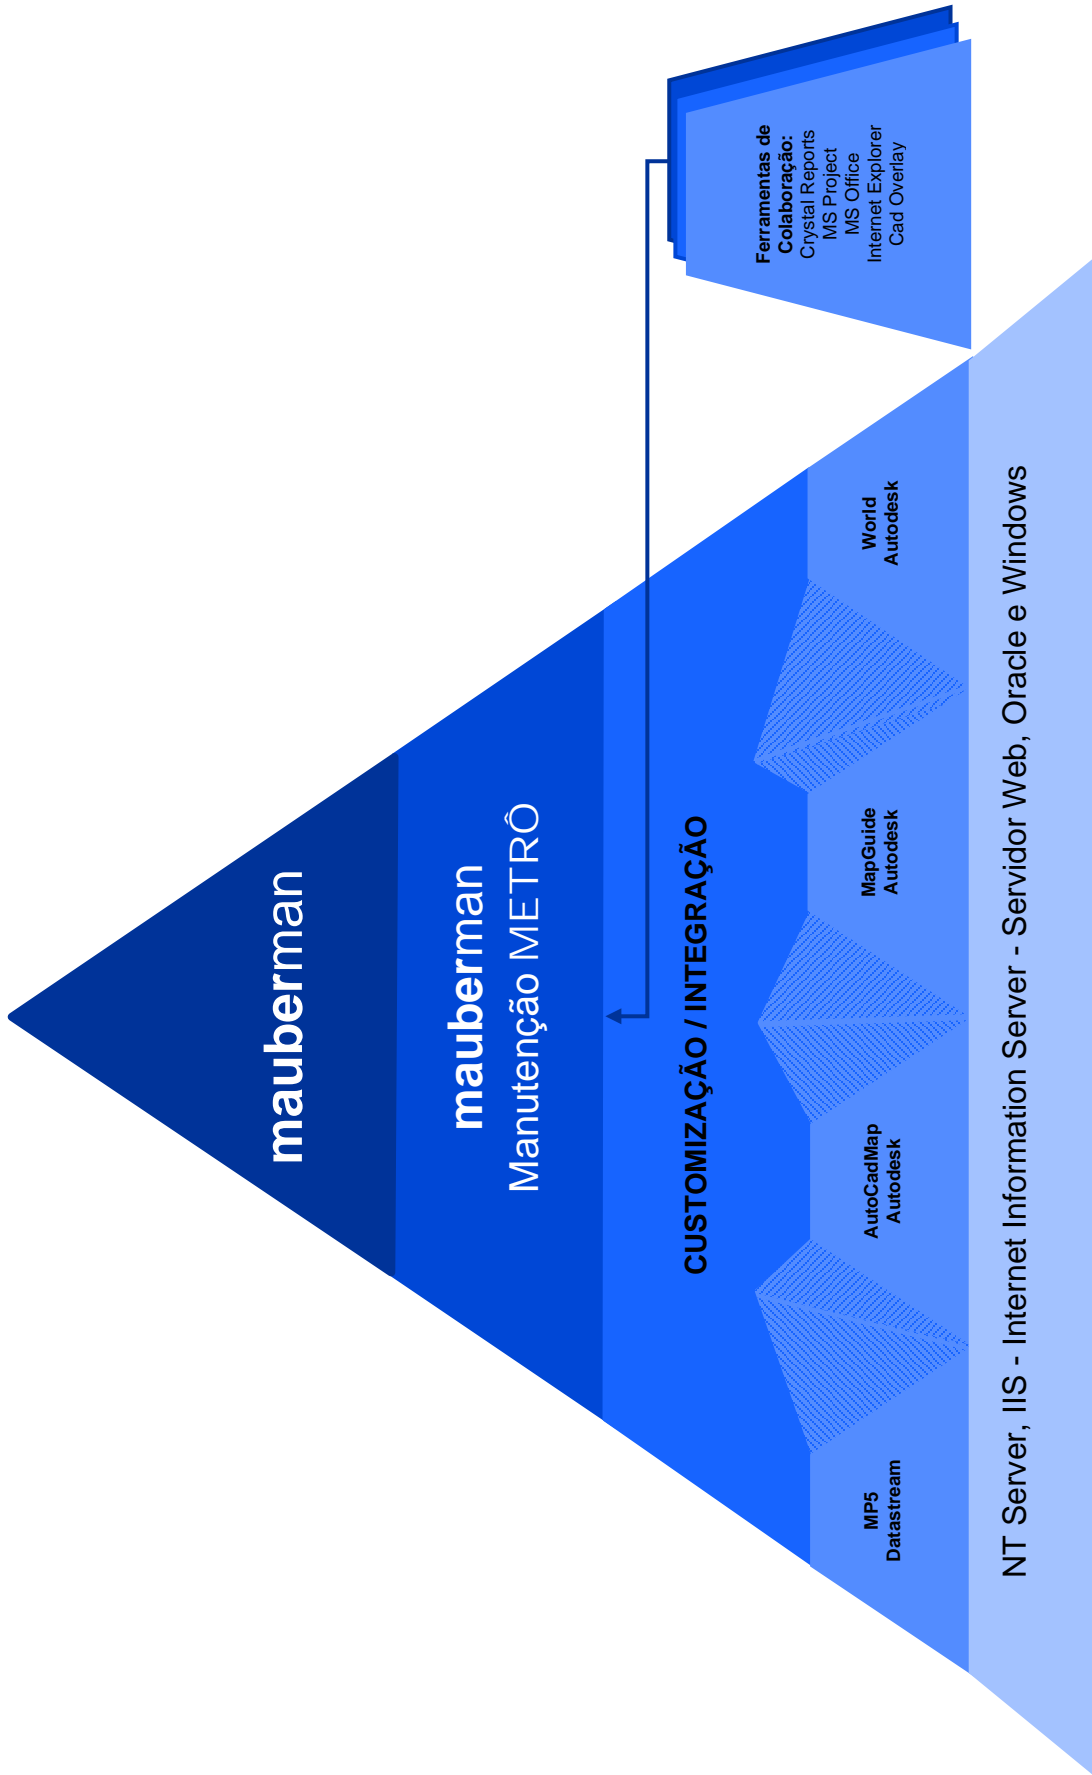 mauberman
mauberman
Manutenção METRÔ
CUSTOMIZAÇÃO / INTEGRAÇÃO
MP5
Datastream
AutoCadMap
Autodesk
MapGuide
Autodesk
World
Autodesk
Ferramentas de
Colaboração:
Crystal Reports
MS Project
MS Office
Internet Explorer
Cad Overlay
NT Server, IIS - Internet Information Server - Servidor Web, Oracle e Windows